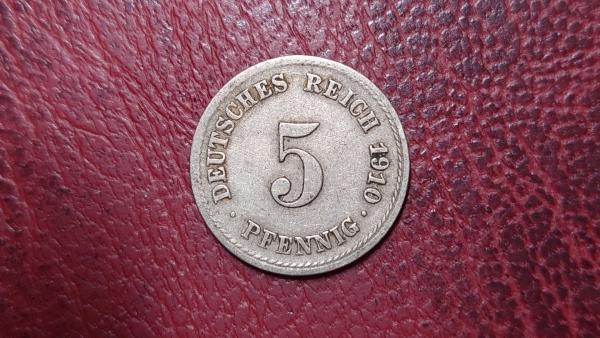 DEUTSCHES REICH 1910
5
· PFENNIG ·